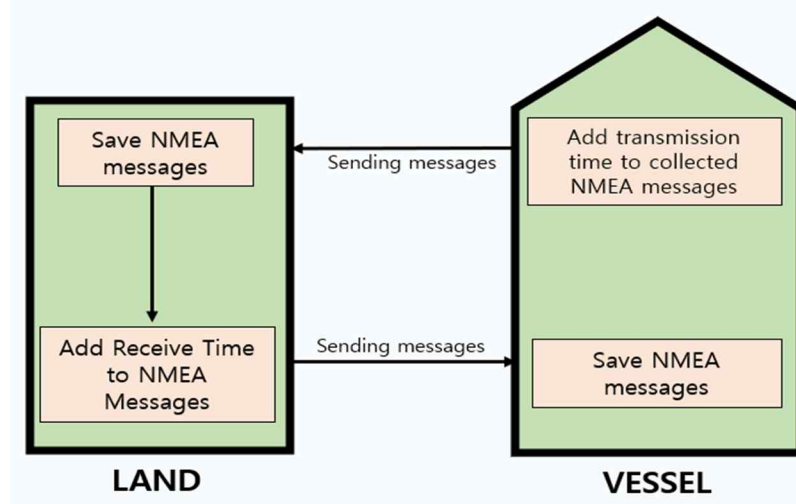 Save NMEA
messages
Sending messages
Add transmission
time to collected
NMEA messages
Add Receive Time
to NMEA
Messages
Sending messages
Save NMEA
messages
LAND
VESSEL